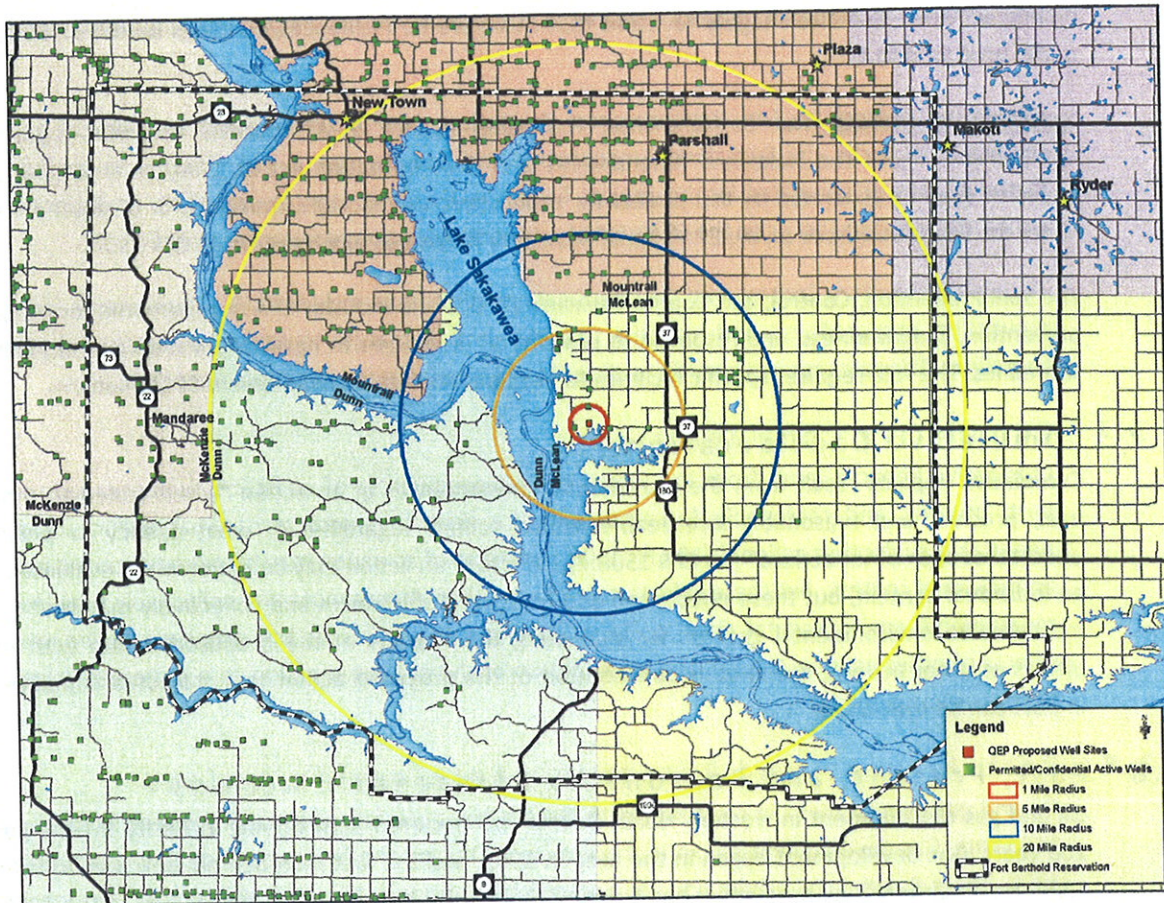 Plaza
New Town
23
Parshall
Makoti
Ryder
Lake Sakakawea
Mountrail
McLean
37
73
22
Mandaree
Mountrail
Dunn
McKenzie
Dunn
37
Dunn
McLean
McKenzie
Dunn
22
8
Legend
QEP Proposed Well Sites
Permitted/Confidential Active Wells
1 Mile Radius
5 Mile Radius
10 Mile Radius
20 Mile Radius
Fort Berthold Reservation